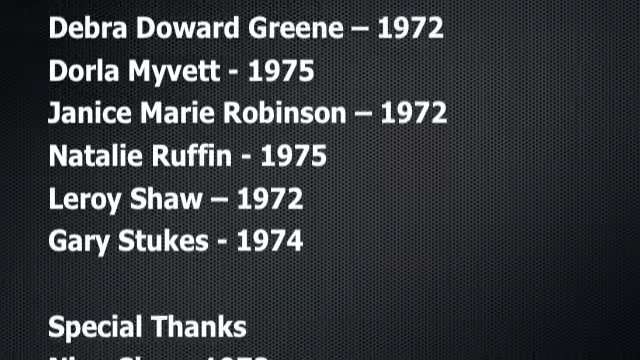 Debra Doward Greene – 1972
Dorla Myvett - 1975
Janice Marie Robinson – 1972
Natalie Ruffin - 1975
Leroy Shaw – 1972
Gary Stukes - 1974
Special Thanks